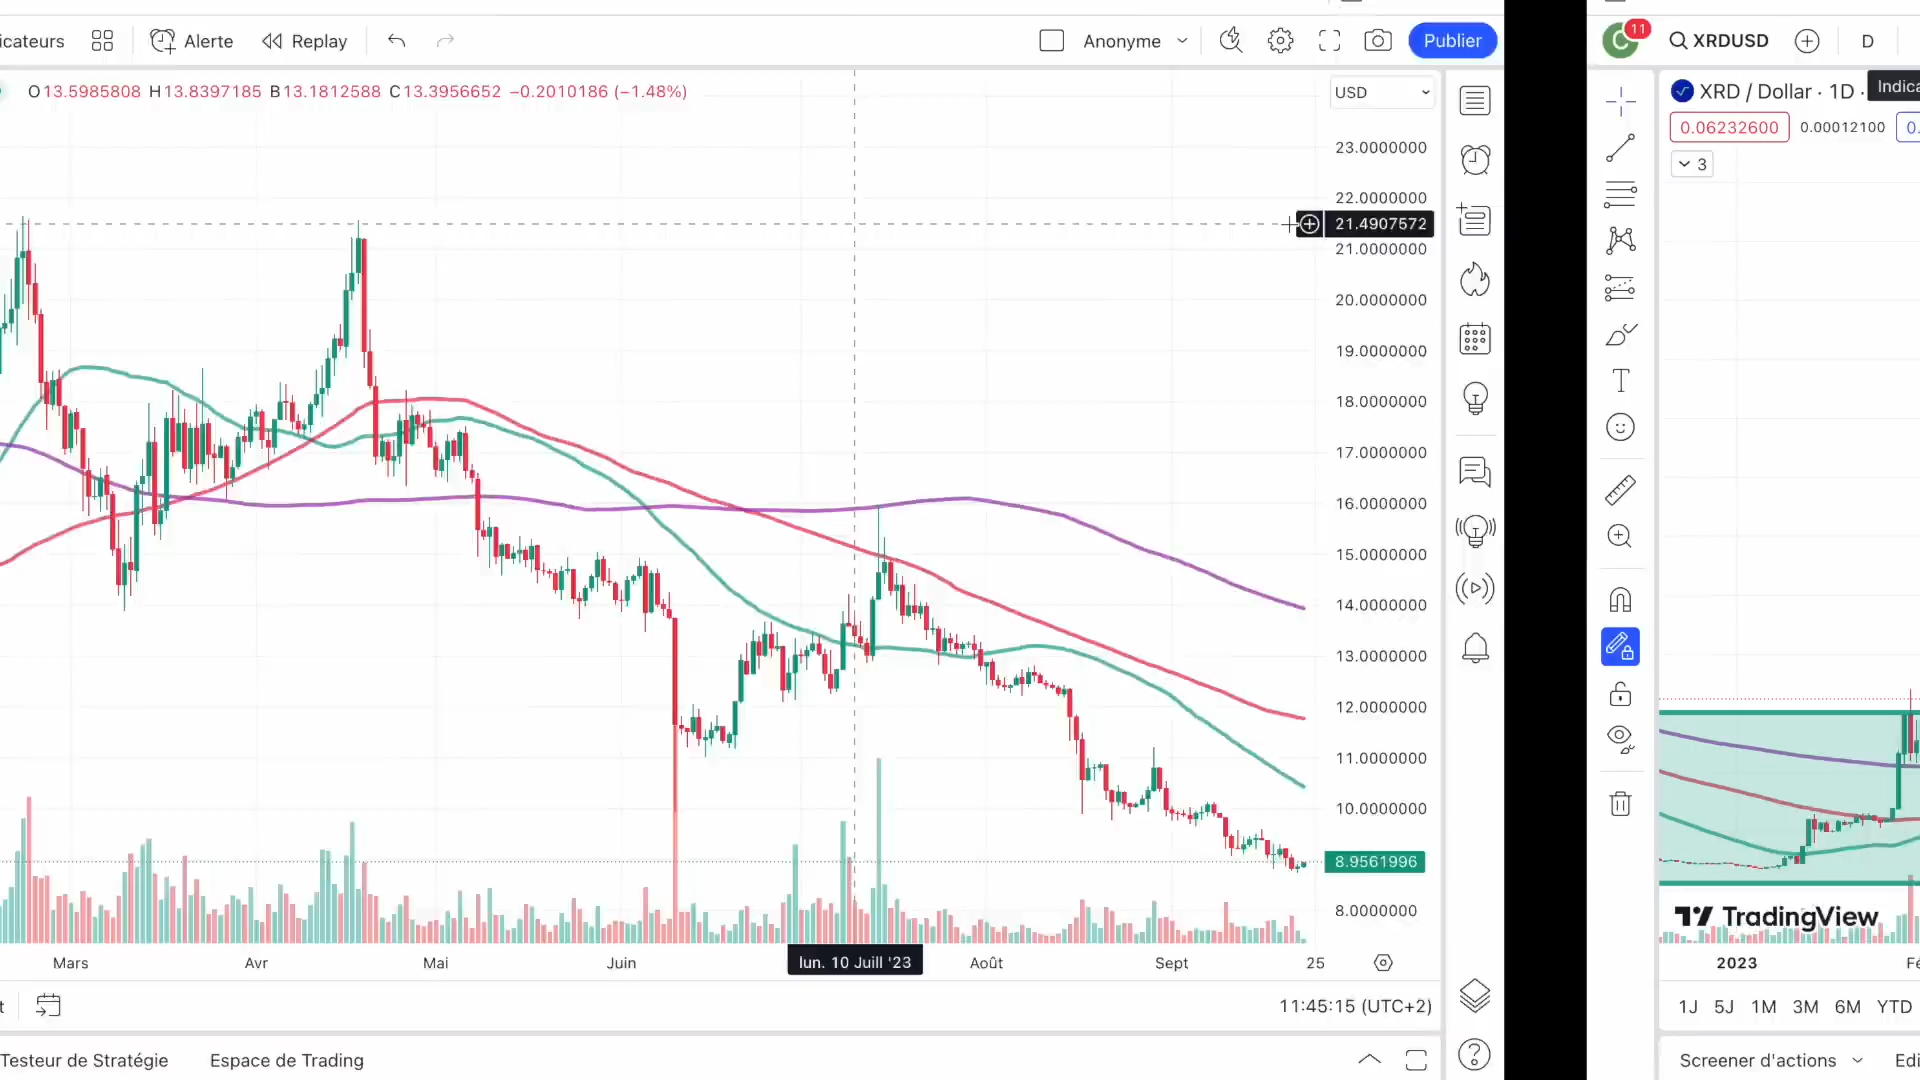 icateurs
Alerte
Replay
Anonyme
Publier
O13.5985808 H13.8397185 B13.1812588 C13.3956652 −0.2010186 (−1.48%)
USD
23.0000000
22.0000000
21.4907572
21.0000000
20.0000000
19.0000000
18.0000000
17.0000000
16.0000000
15.0000000
14.0000000
13.0000000
12.0000000
11.0000000
10.0000000
8.9561996
8.0000000
Mars
Avr
Mai
Juin
lun. 10 Juill '23
Août
Sept
25
t
11:45:15 (UTC+2)
Testeur de Stratégie
Espace de Trading
C
11
XRDUSD
D
XRD / Dollar · 1D ·
Indica
0.06232600
0.00012100
0.
3
TradingView
2023
Fé
1J
5J
1M
3M
6M
YTD
Screener d'actions
Edi